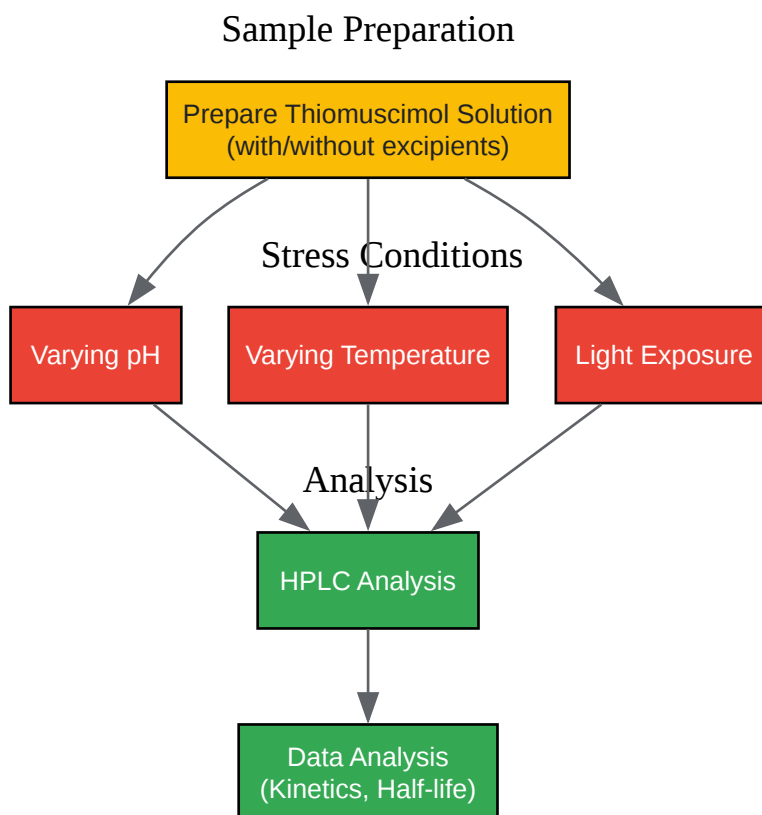 Sample Preparation
Prepare Thiomuscimol Solution
(with/without excipients)
Stress Conditions
Varying pH
Varying Temperature
Light Exposure
Analysis
HPLC Analysis
Data Analysis
(Kinetics, Half-life)